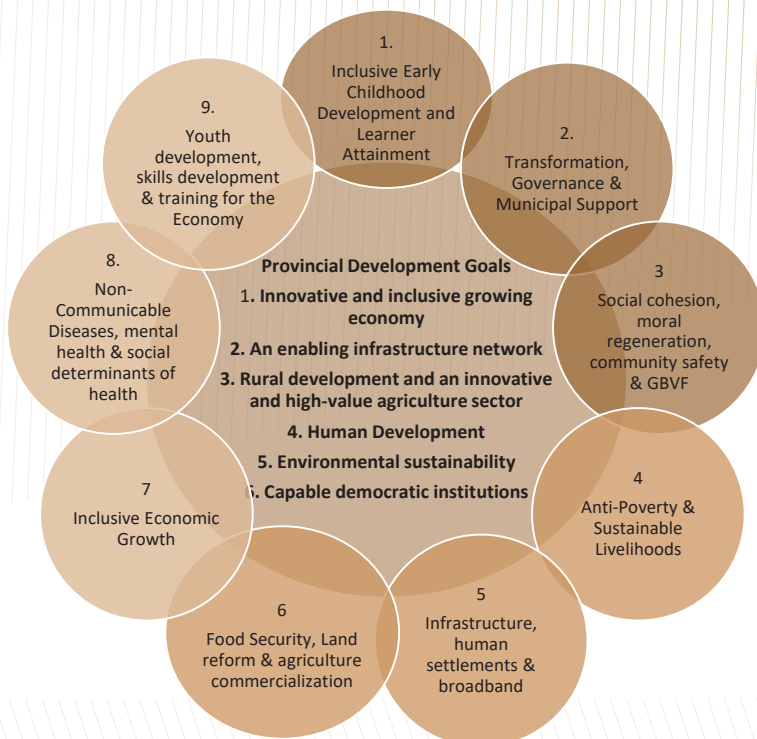 1.
Inclusive Early
Childhood
Development and
Learner
Attainment
2.
Transformation,
Governance &
Municipal Support
3
Social cohesion,
moral
regeneration,
community safety
& GBVF
4
Anti-Poverty &
Sustainable
Livelihoods
5
Infrastructure,
human
settlements &
broadband
6
Food Security, Land
reform & agriculture
commercialization
7
Inclusive Economic
Growth
8.
Non-
Communicable
Diseases, mental
health & social
determinants of
health
9.
Youth
development,
skills development
& training for the
Economy
Provincial Development Goals
1. Innovative and inclusive growing
economy
2. An enabling infrastructure network
3. Rural development and an innovative
and high-value agriculture sector
4. Human Development
5. Environmental sustainability
6. Capable democratic institutions